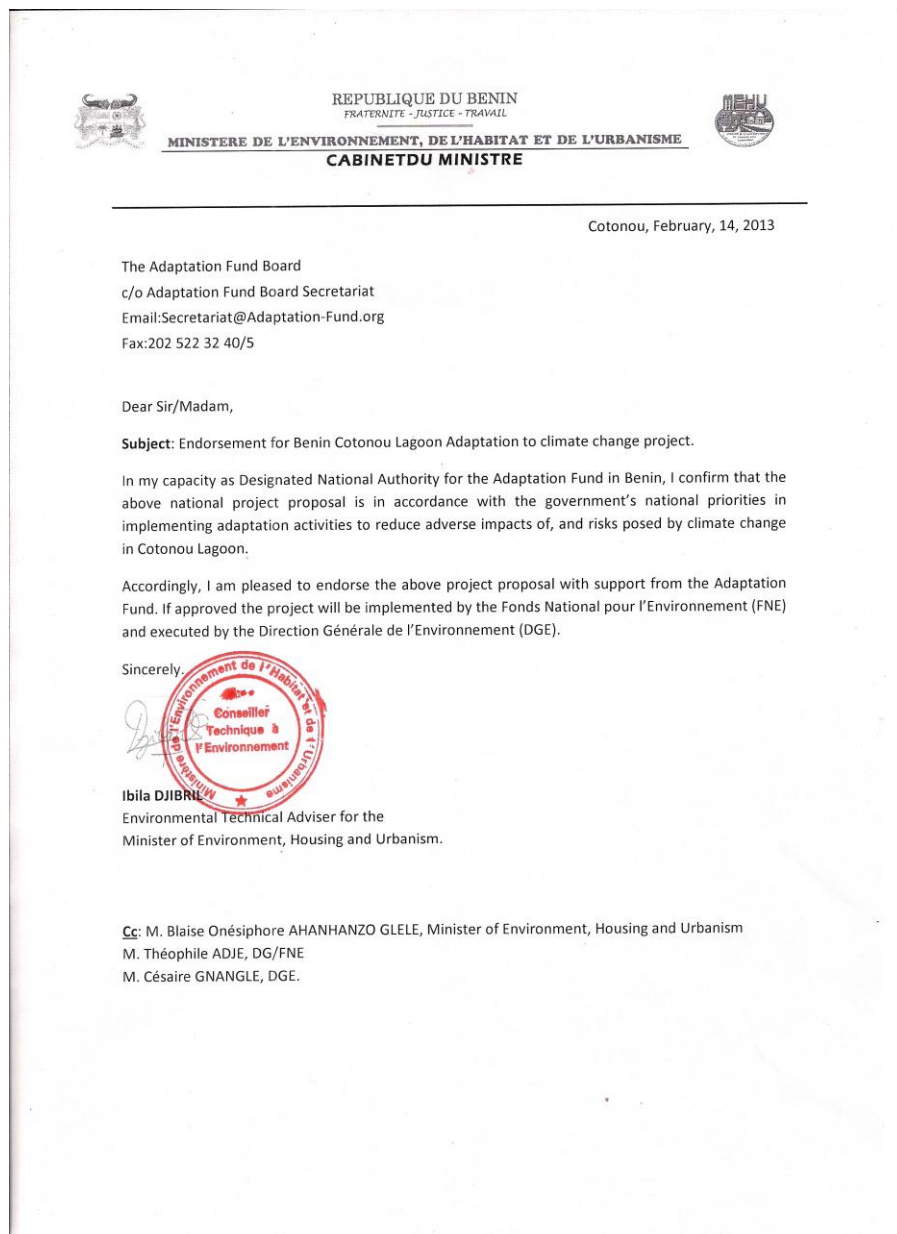 REPUBLIQUE DU BENIN
FRATERNITE - JUSTICE - TRAVAIL
MINISTERE DE L'ENVIRONNEMENT, DE L'HABITAT ET DE L'URBANISME
CABINETDU MINISTRE
MEHU
Cotonou, February, 14, 2013
The Adaptation Fund Board
c/o Adaptation Fund Board Secretariat
Email:Secretariat@Adaptation-Fund.org
Fax:202 522 32 40/5
Dear Sir/Madam,
Subject: Endorsement for Benin Cotonou Lagoon Adaptation to climate change project.
In my capacity as Designated National Authority for the Adaptation Fund in Benin, I confirm that the
above national project proposal is in accordance with the government's national priorities in
implementing adaptation activities to reduce adverse impacts of, and risks posed by climate change
in Cotonou Lagoon.
Accordingly, I am pleased to endorse the above project proposal with support from the Adaptation
Fund. If approved the project will be implemented by the Fonds National pour l'Environnement (FNE)
and executed by the Direction Générale de l'Environnement (DGE).
Sincerely.
Ministère de l'Environnement de l'Habitat et de l'Urbanisme
Conseiller
Technique à
l'Environnement
Ibila DJIBRIL
Environmental Technical Adviser for the
Minister of Environment, Housing and Urbanism.
Cc: M. Blaise Onésiphore AHANHANZO GLELE, Minister of Environment, Housing and Urbanism
M. Théophile ADJE, DG/FNE
M. Césaire GNANGLE, DGE.